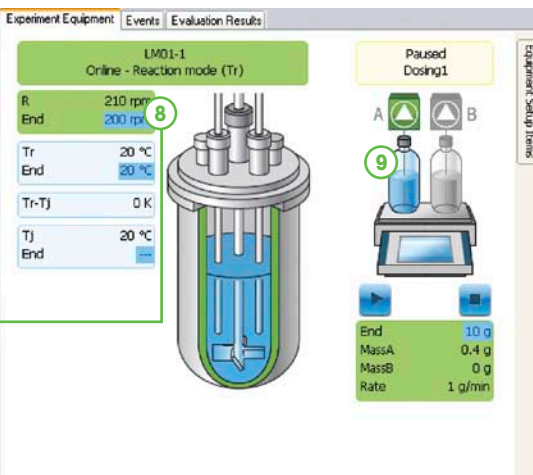 Experiment Equipment Events Evaluation Results
LM01-1
Online - Reaction mode (Tr)
R 210 rpm
End 200 rpm
8
Tr 20 °C
End 20 °C
Tr-Tj 0 K
Tj 20 °C
End ---
Paused
Dosing1
A B
9
End 10 g
MassA 0.4 g
MassB 0 g
Rate 1 g/min
Equipment Setup Items